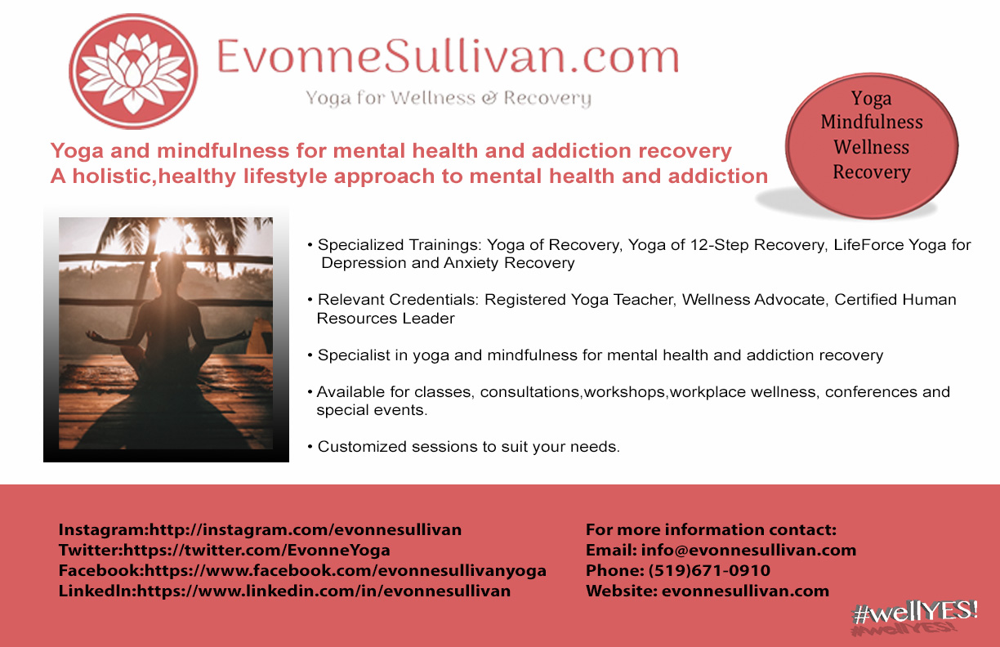 EvonneSullivan.com
Yoga for Wellness & Recovery
Yoga
Mindfulness
Wellness
Recovery
Yoga and mindfulness for mental health and addiction recovery
A holistic,healthy lifestyle approach to mental health and addiction
• Specialized Trainings: Yoga of Recovery, Yoga of 12-Step Recovery, LifeForce Yoga for
Depression and Anxiety Recovery
• Relevant Credentials: Registered Yoga Teacher, Wellness Advocate, Certified Human
Resources Leader
• Specialist in yoga and mindfulness for mental health and addiction recovery
• Available for classes, consultations,workshops,workplace wellness, conferences and
special events.
• Customized sessions to suit your needs.
Instagram:http://instagram.com/evonnesullivan
Twitter:https://twitter.com/EvonneYoga
Facebook:https://www.facebook.com/evonnesullivanyoga
LinkedIn:https://www.linkedin.com/in/evonnesullivan
For more information contact:
Email: info@evonnesullivan.com
Phone: (519)671-0910
Website: evonnesullivan.com
#wellYES!